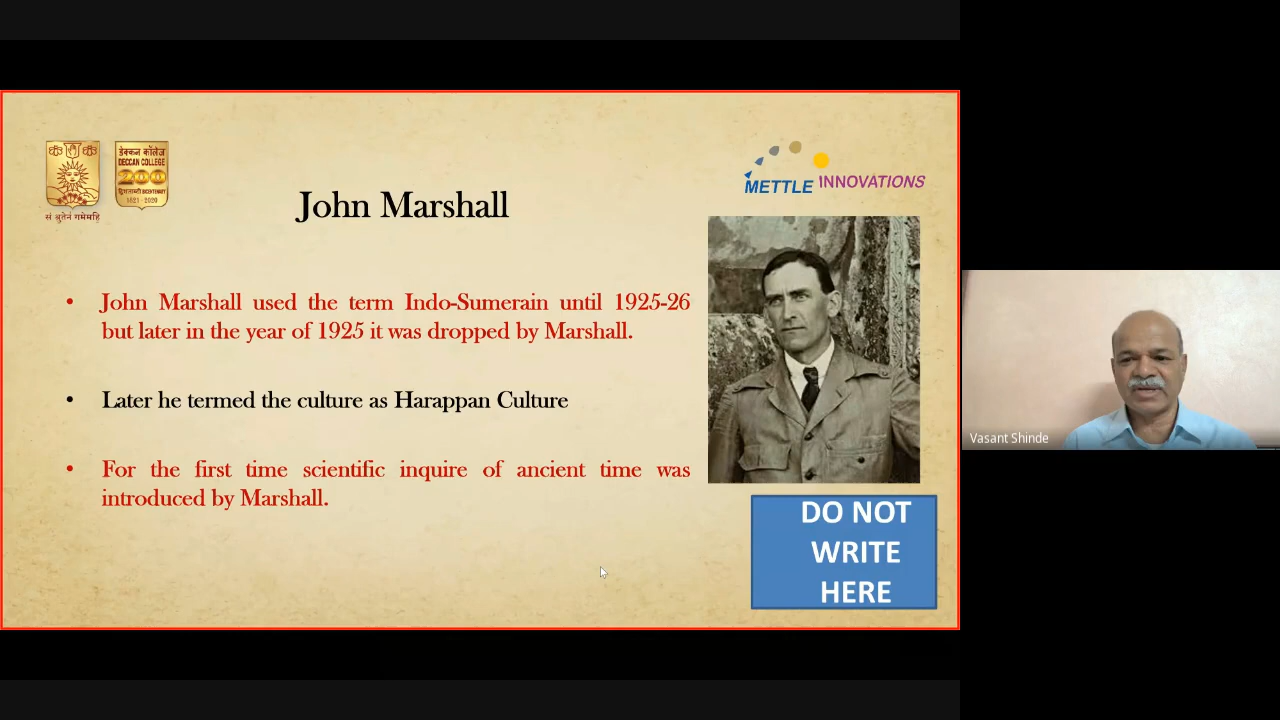 डेक्कन कॉलेज
DECCAN COLLEGE
200
1821-2020
सं श्रुतेनं गमेमहि
METTLE INNOVATIONS
John Marshall
• John Marshall used the term Indo-Sumerain until 1925-26
but later in the year of 1925 it was dropped by Marshall.
• Later he termed the culture as Harappan Culture
• For the first time scientific inquire of ancient time was
introduced by Marshall.
DO NOT
WRITE
HERE
Vasant Shinde